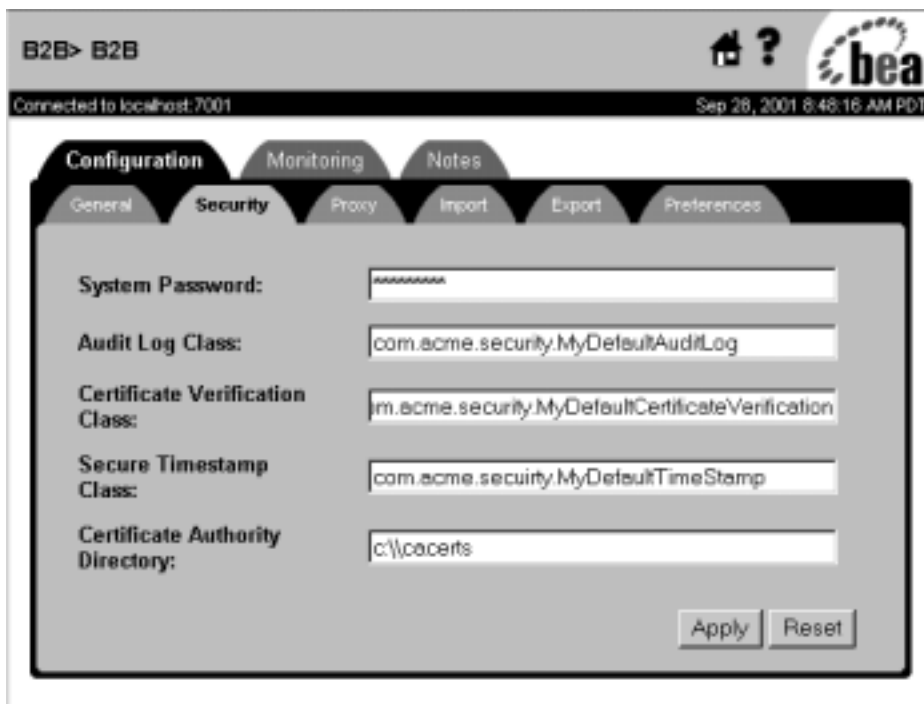 B2B> B2B
?
bea
Connected to localhost:7001
Sep 28, 2001 8:48:16 AM PDT
Configuration
Monitoring
Notes
General
Security
Proxy
Import
Export
Preferences
System Password:
*********
Audit Log Class:
com.acme.security.MyDefaultAuditLog
Certificate Verification
Class:
om.acme.security.MyDefaultCertificateVerification
Secure Timestamp
Class:
com.acme.secuirty.MyDefaultTimeStamp
Certificate Authority
Directory:
c:\\cacerts
Apply
Reset